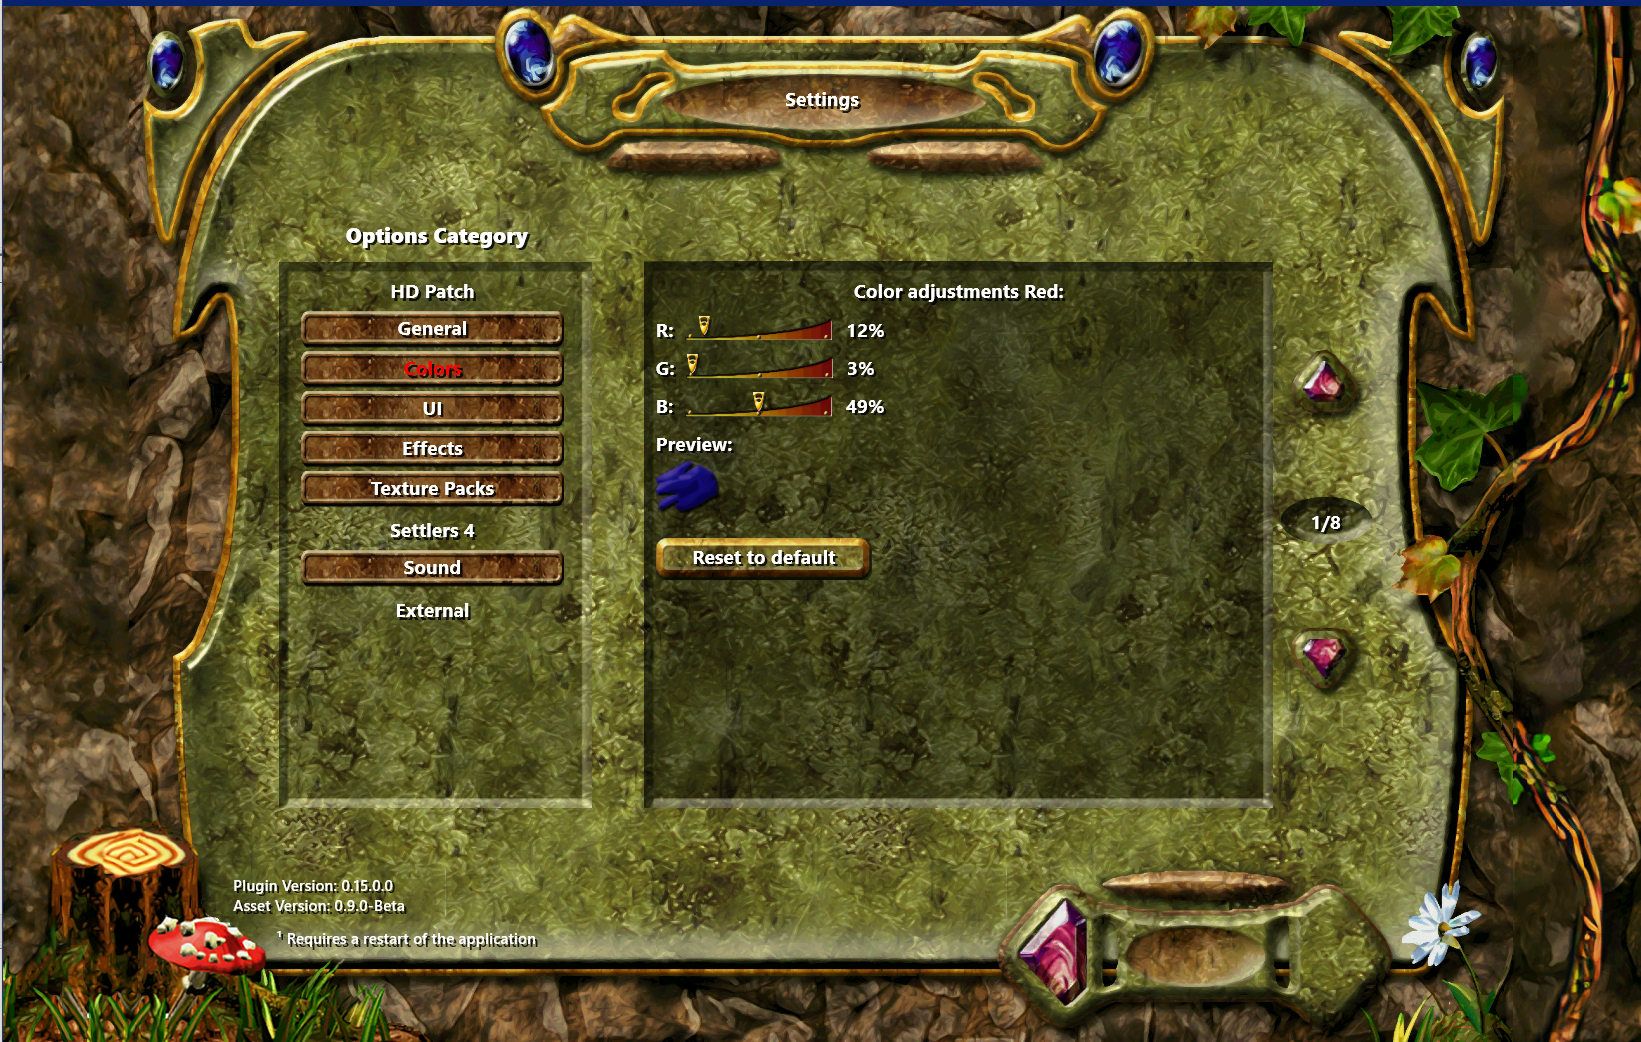 Settings
Options Category
HD Patch
General
Colors
UI
Effects
Texture Packs
Settlers 4
Sound
External
Color adjustments Red:
R: 12%
G: 3%
B: 49%
Preview:
Reset to default
1/8
Plugin Version: 0.15.0.0
Asset Version: 0.9.0-Beta
¹ Requires a restart of the application